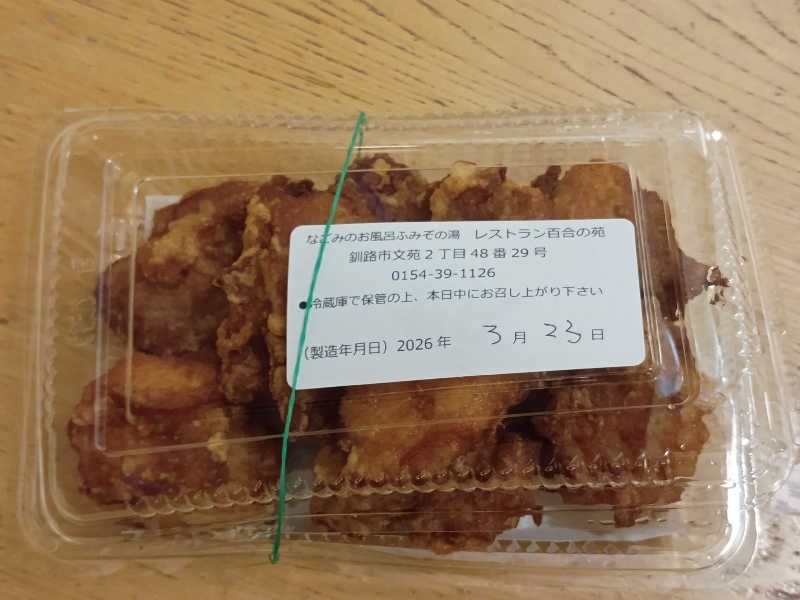 なごみのお風呂ふみぞの湯　レストラン百合の苑
釧路市文苑2丁目48番29号
0154-39-1126
●冷蔵庫で保管の上、本日中にお召し上がり下さい
(製造年月日) 2026年 3月 23日